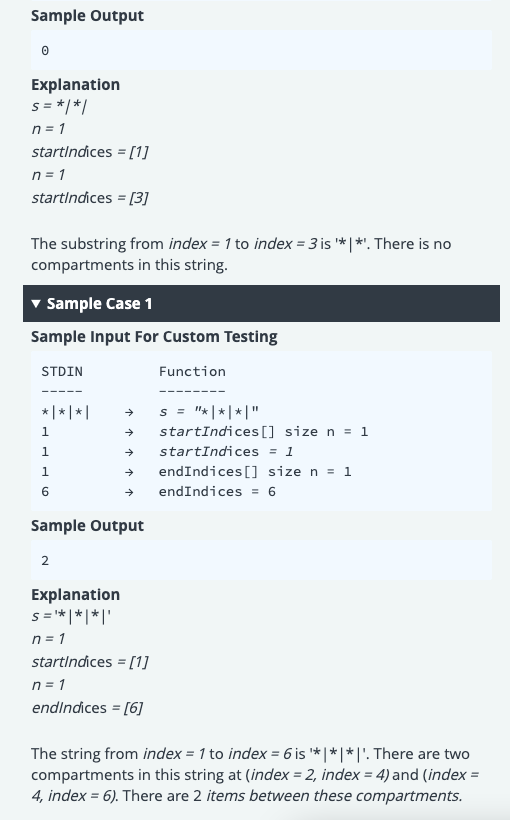 Sample Output
0
Explanation
s = *|*|
n = 1
startIndices = [1]
n = 1
startIndices = [3]
The substring from index = 1 to index = 3 is '*|*'. There is no
compartments in this string.
▼ Sample Case 1
Sample Input For Custom Testing
STDIN Function
----- --------
*|*|*| → s = "*|*|*|"
1 → startIndices[] size n = 1
1 → startIndices = 1
1 → endIndices[] size n = 1
6 → endIndices = 6
Sample Output
2
Explanation
s ='*|*|*|'
n = 1
startIndices = [1]
n = 1
endIndices = [6]
The string from index = 1 to index = 6 is '*|*|*|'. There are two
compartments in this string at (index = 2, index = 4) and (index =
4, index = 6). There are 2 items between these compartments.